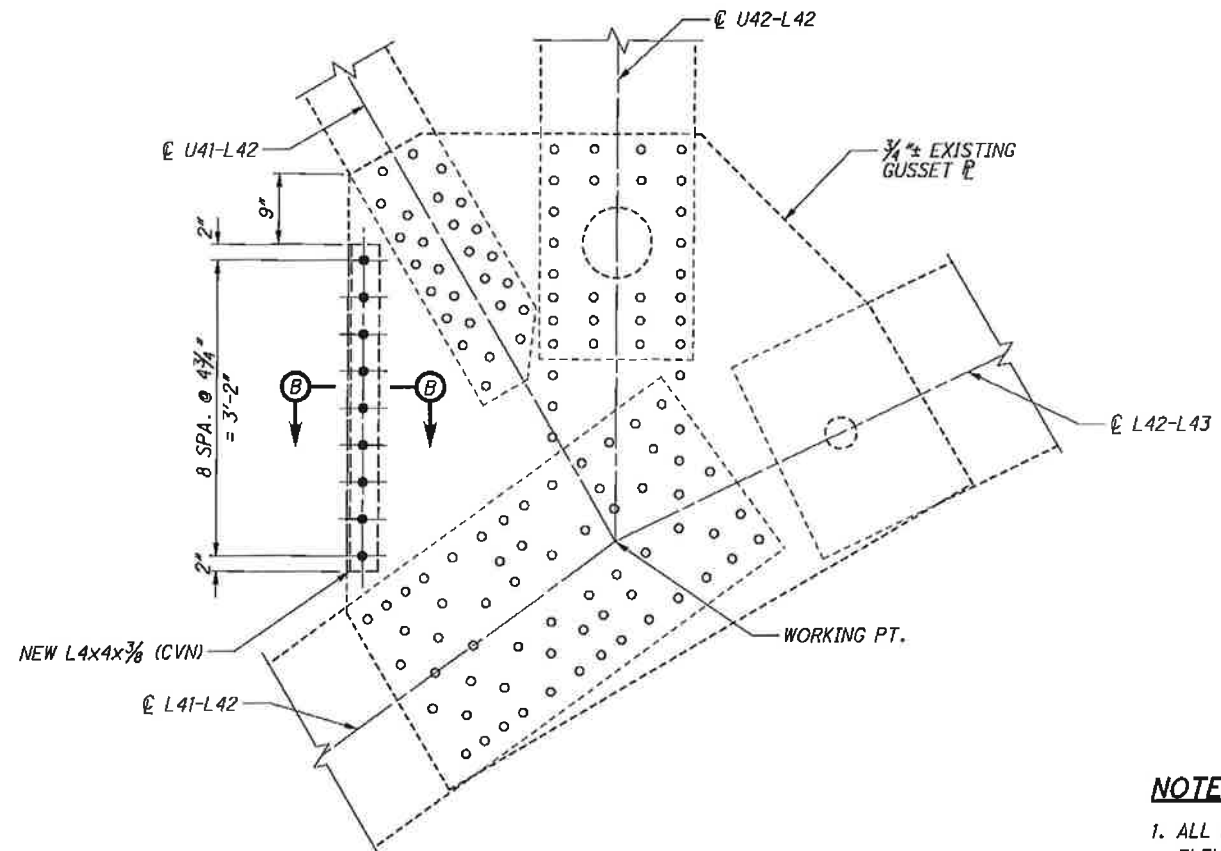 ℄ U42-L42
℄ U41-L42
3/4"± EXISTING
GUSSET ℙL
9"
2"
8 SPA. @ 4 3/4"
= 3'-2"
B
B
℄ L42-L43
2"
NEW L4x4x3/8 (CVN)
WORKING PT.
℄ L41-L42
NOTE
1. ALL